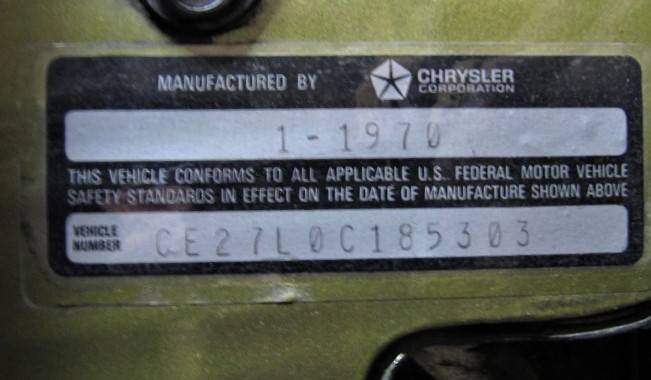 MANUFACTURED BY CHRYSLER CORPORATION
1-1970
THIS VEHICLE CONFORMS TO ALL APPLICABLE U.S. FEDERAL MOTOR VEHICLE
SAFETY STANDARDS IN EFFECT ON THE DATE OF MANUFACTURE SHOWN ABOVE
VEHICLE NUMBER CE27L0C185303